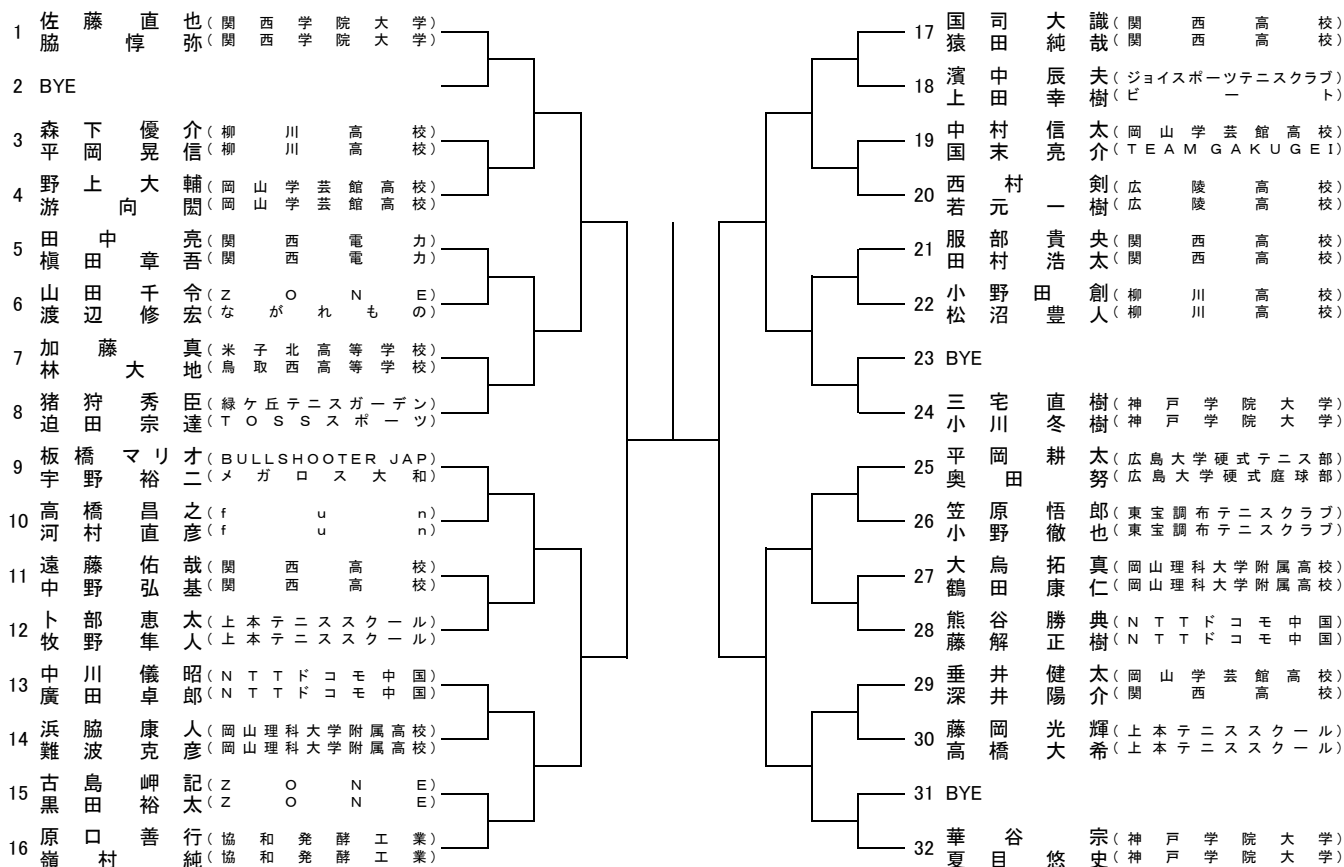 1 佐藤直也(関西学院大学)
脇惇弥(関西学院大学)
2 BYE
3 森下優介(柳川高校)
平岡晃信(柳川高校)
4 野上大輔(岡山学芸館高校)
游向閎(岡山学芸館高校)
5 田中亮(関西電力)
槇田章吾(関西電力)
6 山田千令(ZONE)
渡辺修宏(ながれもの)
7 加藤真(米子北高等学校)
林大地(鳥取西高等学校)
8 猪狩秀臣(緑ケ丘テニスガーデン)
迫田宗達(TOSSスポーツ)
9 板橋マリオ(BULLSHOOTER JAP)
宇野裕二(メガロス大和)
10 高橋昌之(fun)
河村直彦(fun)
11 遠藤佑哉(関西高校)
中野弘基(関西高校)
12 卜部恵太(上本テニススクール)
牧野隼人(上本テニススクール)
13 中川儀昭(NTTドコモ中国)
廣田卓郎(NTTドコモ中国)
14 浜脇康人(岡山理科大学附属高校)
難波克彦(岡山理科大学附属高校)
15 古島岬記(ZONE)
黒田裕太(ZONE)
16 原口善行(協和発酵工業)
嶺村純(協和発酵工業)
17 国司大識(関西高校)
猿田純哉(関西高校)
18 濱中辰夫(ジョイスポーツテニスクラブ)
上田幸樹(ビート)
19 中村信太(岡山学芸館高校)
国末亮介(TEAM GAKUGEI)
20 西村剣(広陵高校)
若元一樹(広陵高校)
21 服部貴央(関西高校)
田村浩太(関西高校)
22 小野田創(柳川高校)
松沼豊人(柳川高校)
23 BYE
24 三宅直樹(神戸学院大学)
小川冬樹(神戸学院大学)
25 平岡耕太(広島大学硬式テニス部)
奥田努(広島大学硬式庭球部)
26 笠原悟郎(東宝調布テニスクラブ)
小野徹也(東宝調布テニスクラブ)
27 大烏拓真(岡山理科大学附属高校)
鶴田康仁(岡山理科大学附属高校)
28 熊谷勝典(NTTドコモ中国)
藤解正樹(NTTドコモ中国)
29 垂井健太(岡山学芸館高校)
深井陽介(関西高校)
30 藤岡光輝(上本テニススクール)
高橋大希(上本テニススクール)
31 BYE
32 華谷宗(神戸学院大学)
夏目悠史(神戸学院大学)